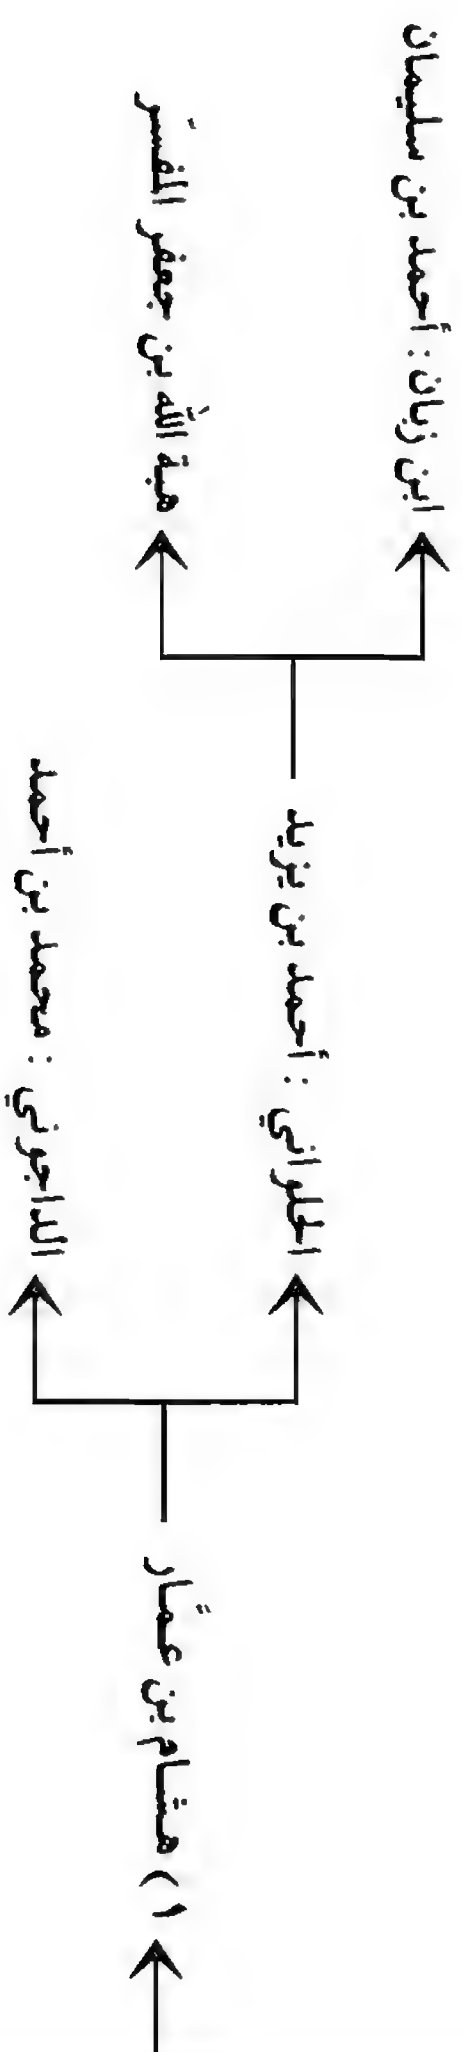 ١) هشام بن عمَّار
الحلواني : أحمد بن يزيد
الداجوني : محمد بن أحمد
ابن زبان : أحمد بن سليمان
هبة الله بن جعفر المفسّر